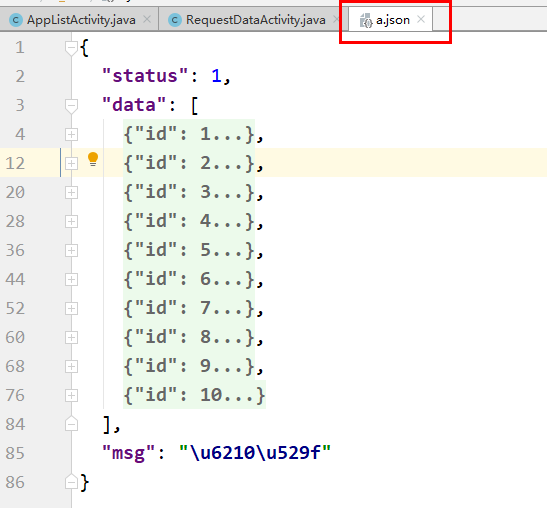 AppListActivity.java RequestDataActivity.java a.json
1 {
2 "status": 1,
3 "data": [
4 {"id": 1...},
12 {"id": 2...},
20 {"id": 3...},
28 {"id": 4...},
36 {"id": 5...},
44 {"id": 6...},
52 {"id": 7...},
60 {"id": 8...},
68 {"id": 9...},
76 {"id": 10...}
84 ],
85 "msg": "\u6210\u529f"
86 }